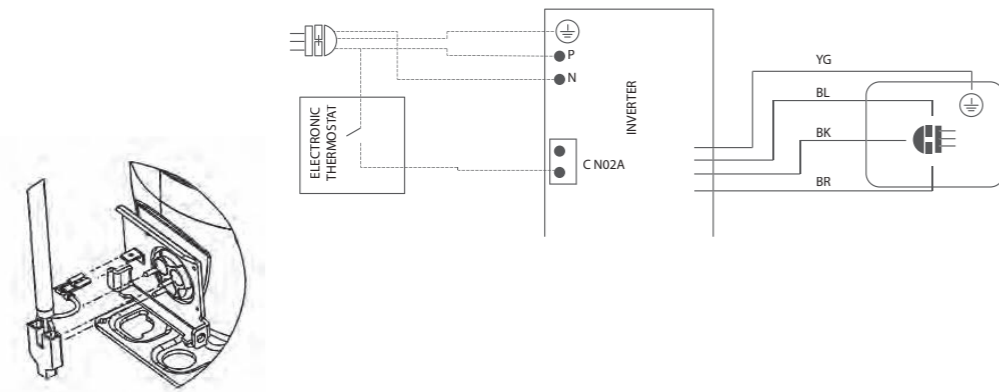 P
N
ELECTRONIC
THERMOSTAT
INVERTER
C N02A
YG
BL
BK
BR